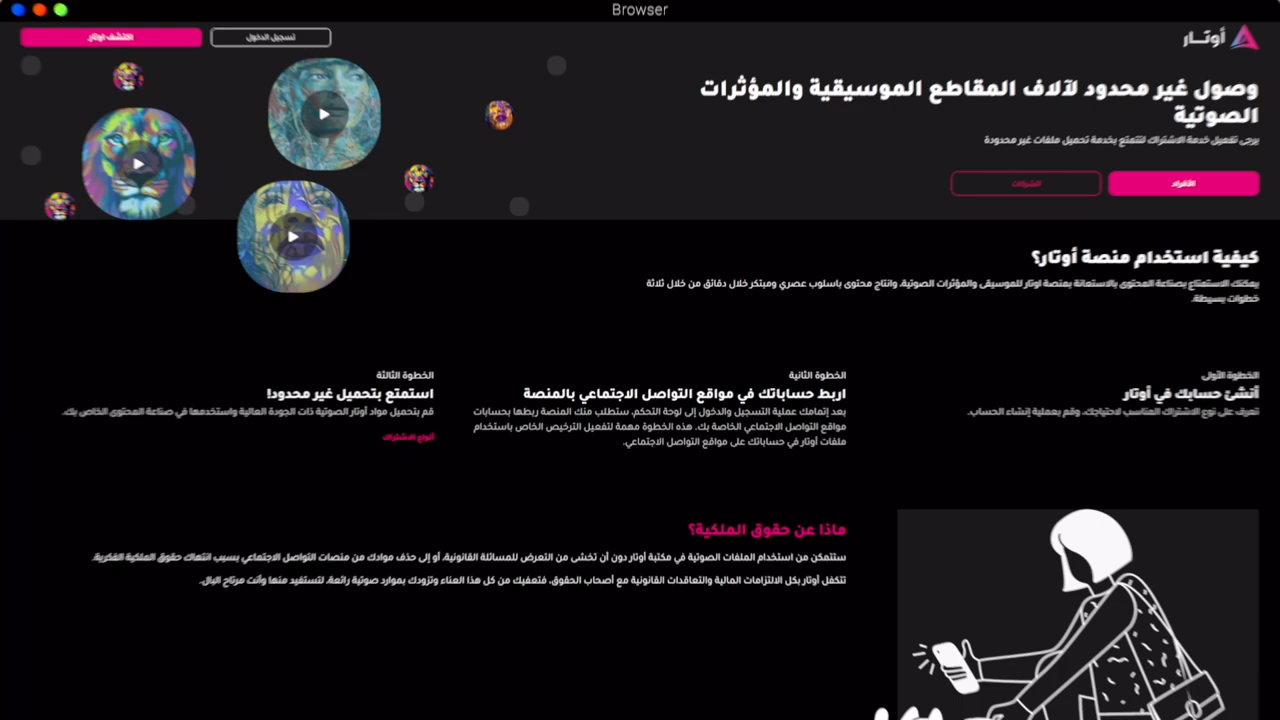 Browser
أوتـــار
تسجيل الدخول
اكتشف اوتار
وصول غير محدود لآلاف المقاطع الموسيقية والمؤثرات
الصوتية
يرجى تفعيل خدمة الاشتراك لتتمتع بخدمة تحميل ملفات غير محدودة
الأفراد
الشركات
كيفية استخدام منصة أوتار؟
يمكنك الاستمتاع بصناعة المحتوى بالاستعانة بمنصة اوتار للموسيقى والمؤثرات الصوتية، وانتاج محتوى باسلوب عصري ومبتكر خلال دقائق من خلال ثلاثة
خطوات بسيطة.
الخطوة الأولى
أنشئ حسابك في أوتار
تعرف على نوع الاشتراك المناسب لاحتياجك، وقم بعملية إنشاء الحساب.
الخطوة الثانية
اربط حساباتك في مواقع التواصل الاجتماعي بالمنصة
بعد إتمامك عملية التسجيل والدخول إلى لوحة التحكم، ستطلب منك المنصة ربطها بحسابات
مواقع التواصل الاجتماعي الخاصة بك. هذه الخطوة مهمة لتفعيل الترخيص الخاص باستخدام
ملفات أوتار في حساباتك على مواقع التواصل الاجتماعي.
الخطوة الثالثة
استمتع بتحميل غير محدود!
قم بتحميل مواد أوتار الصوتية ذات الجودة العالية واستخدمها في صناعة المحتوى الخاص بك.
أنواع الاشتراك
ماذا عن حقوق الملكية؟
ستتمكن من استخدام الملفات الصوتية في مكتبة أوتار دون أن تخشى من التعرض للمسائلة القانونية، أو إلى حذف موادك من منصات التواصل الاجتماعي بسبب انتهاك حقوق الملكية الفكرية.
تتكفل أوتار بكل الالتزامات المالية والتعاقدات القانونية مع أصحاب الحقوق، فتعفيك من كل هذا العناء وتزودك بموارد صوتية رائعة، لتستفيد منها وأنت مرتاح البال.